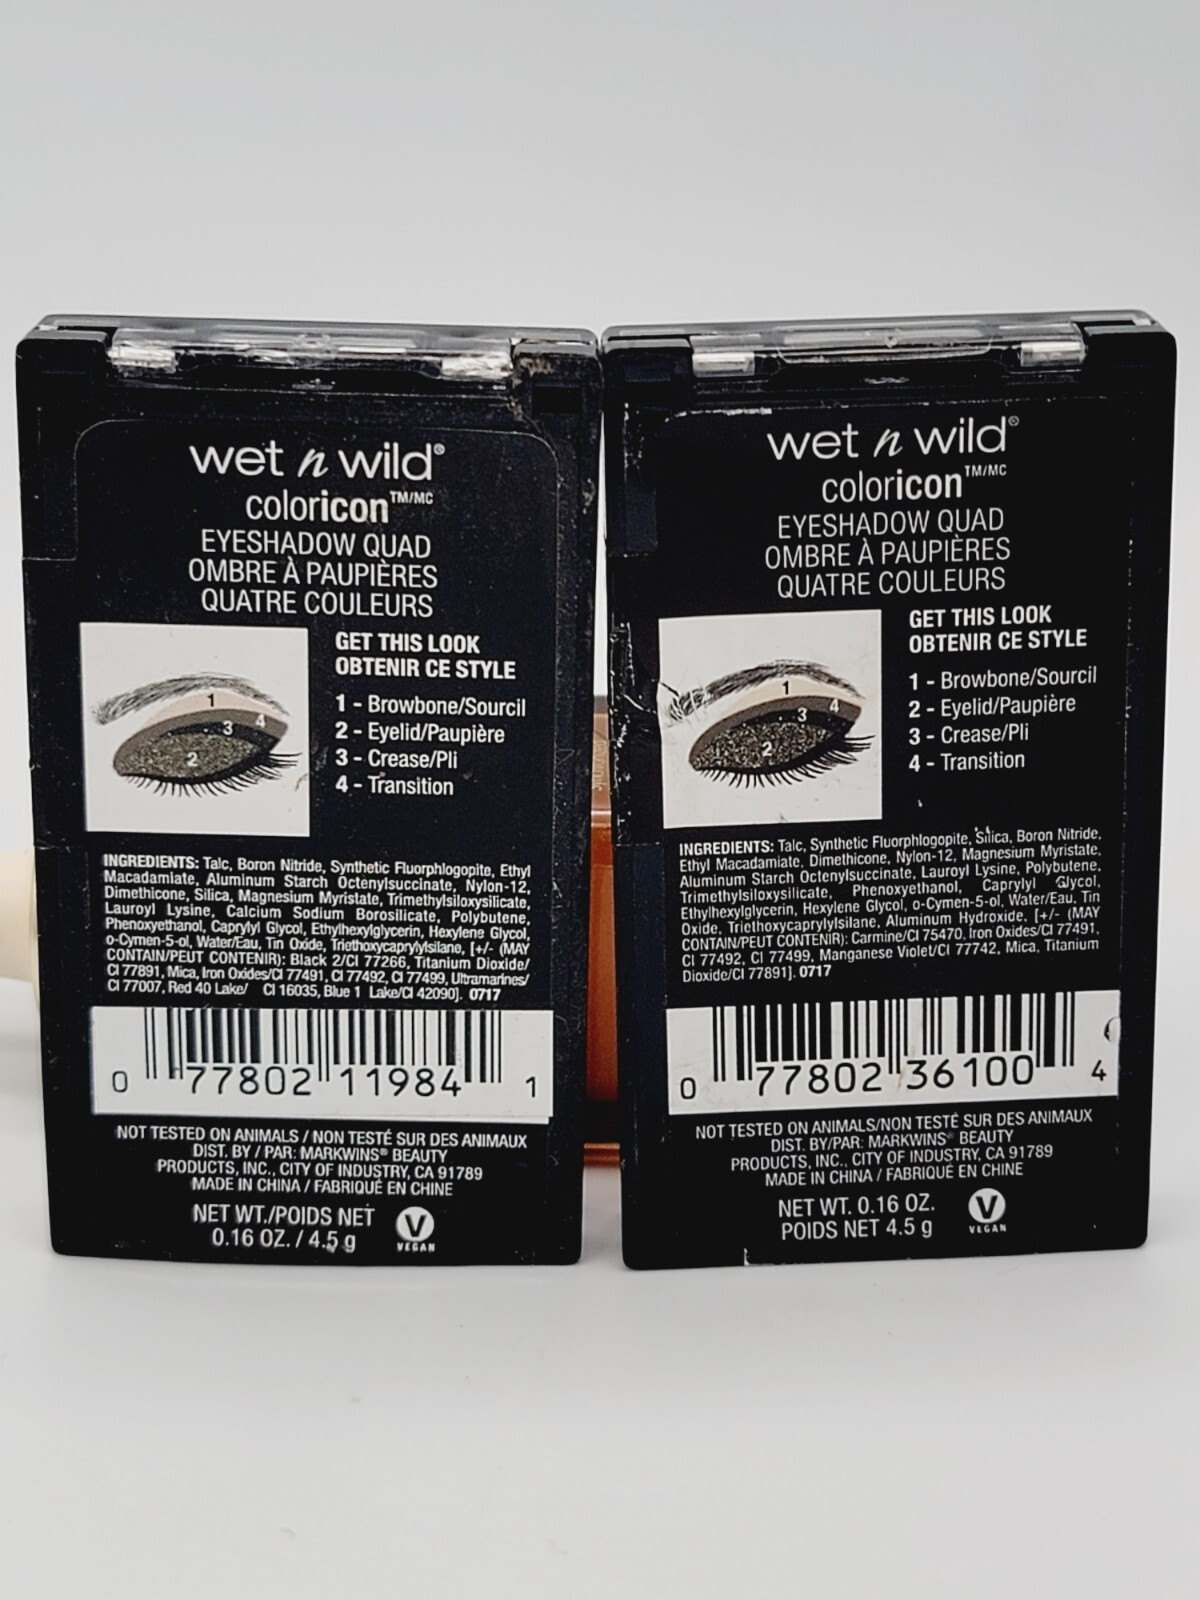 wet n wild®
coloricon™/MC
EYESHADOW QUAD
OMBRE À PAUPIÈRES
QUATRE COULEURS
GET THIS LOOK
OBTENIR CE STYLE
1 - Browbone/Sourcil
2 - Eyelid/Paupière
3 - Crease/Pli
4 - Transition
1
3
4
2
INGREDIENTS: Talc, Boron Nitride, Synthetic Fluorphlogopite, Ethyl
Macadamiate, Aluminum Starch Octenylsuccinate, Nylon-12,
Dimethicone, Silica, Magnesium Myristate, Trimethylsiloxysilicate,
Lauroyl Lysine, Calcium Sodium Borosilicate, Polybutene,
Phenoxyethanol, Caprylyl Glycol, Ethylhexylglycerin, Hexylene Glycol,
o-Cymen-5-ol, Water/Eau, Tin Oxide, Triethoxycaprylylsilane, [+/- (MAY
CONTAIN/PEUT CONTENIR): Black 2/CI 77266, Titanium Dioxide/
CI 77891, Mica, Iron Oxides/CI 77491, CI 77492, CI 77499, Ultramarines/
CI 77007, Red 40 Lake/ CI 16035, Blue 1 Lake/CI 42090]. 0717
0 77802 11984 1
NOT TESTED ON ANIMALS / NON TESTÉ SUR DES ANIMAUX
DIST. BY / PAR: MARKWINS® BEAUTY
PRODUCTS, INC., CITY OF INDUSTRY, CA 91789
MADE IN CHINA / FABRIQUÉ EN CHINE
NET WT./POIDS NET
0.16 OZ. / 4.5 g
V
VEGAN
wet n wild®
coloricon™/MC
EYESHADOW QUAD
OMBRE À PAUPIÈRES
QUATRE COULEURS
GET THIS LOOK
OBTENIR CE STYLE
1 - Browbone/Sourcil
2 - Eyelid/Paupière
3 - Crease/Pli
4 - Transition
1
3
4
2
INGREDIENTS: Talc, Synthetic Fluorphlogopite, Silica, Boron Nitride,
Ethyl Macadamiate, Dimethicone, Nylon-12, Magnesium Myristate,
Aluminum Starch Octenylsuccinate, Lauroyl Lysine, Polybutene,
Trimethylsiloxysilicate, Phenoxyethanol, Caprylyl Glycol,
Ethylhexylglycerin, Hexylene Glycol, o-Cymen-5-ol, Water/Eau, Tin
Oxide, Triethoxycaprylylsilane, Aluminum Hydroxide, [+/- (MAY
CONTAIN/PEUT CONTENIR): Carmine/CI 75470, Iron Oxides/CI 77491,
CI 77492, CI 77499, Manganese Violet/CI 77742, Mica, Titanium
Dioxide/CI 77891]. 0717
0 77802 36100 4
NOT TESTED ON ANIMALS/NON TESTÉ SUR DES ANIMAUX
DIST. BY/PAR: MARKWINS® BEAUTY
PRODUCTS, INC., CITY OF INDUSTRY, CA 91789
MADE IN CHINA / FABRIQUÉ EN CHINE
NET WT. 0.16 OZ.
POIDS NET 4.5 g
V
VEGAN